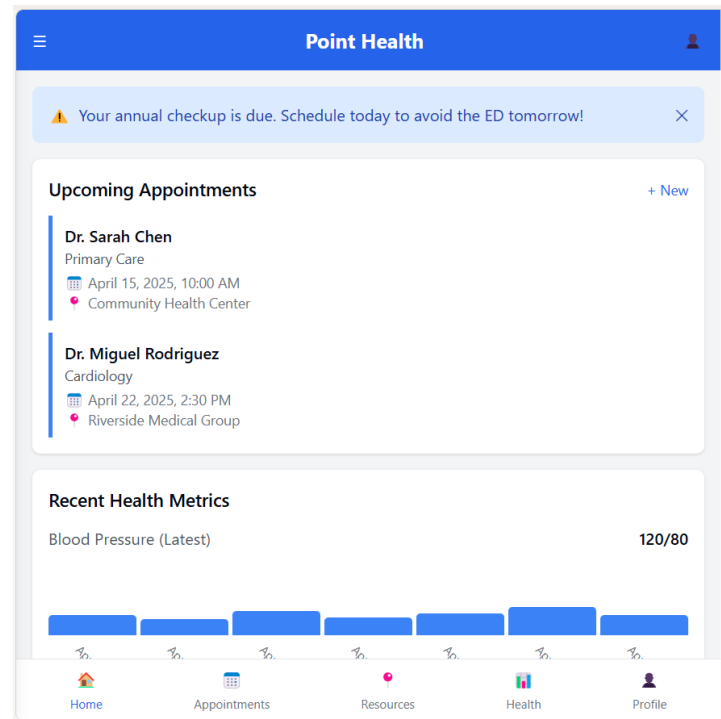 Point Health
Your annual checkup is due. Schedule today to avoid the ED tomorrow!
Upcoming Appointments
+ New
Dr. Sarah Chen
Primary Care
April 15, 2025, 10:00 AM
Community Health Center
Dr. Miguel Rodriguez
Cardiology
April 22, 2025, 2:30 PM
Riverside Medical Group
Recent Health Metrics
Blood Pressure (Latest)
120/80
Home
Appointments
Resources
Health
Profile